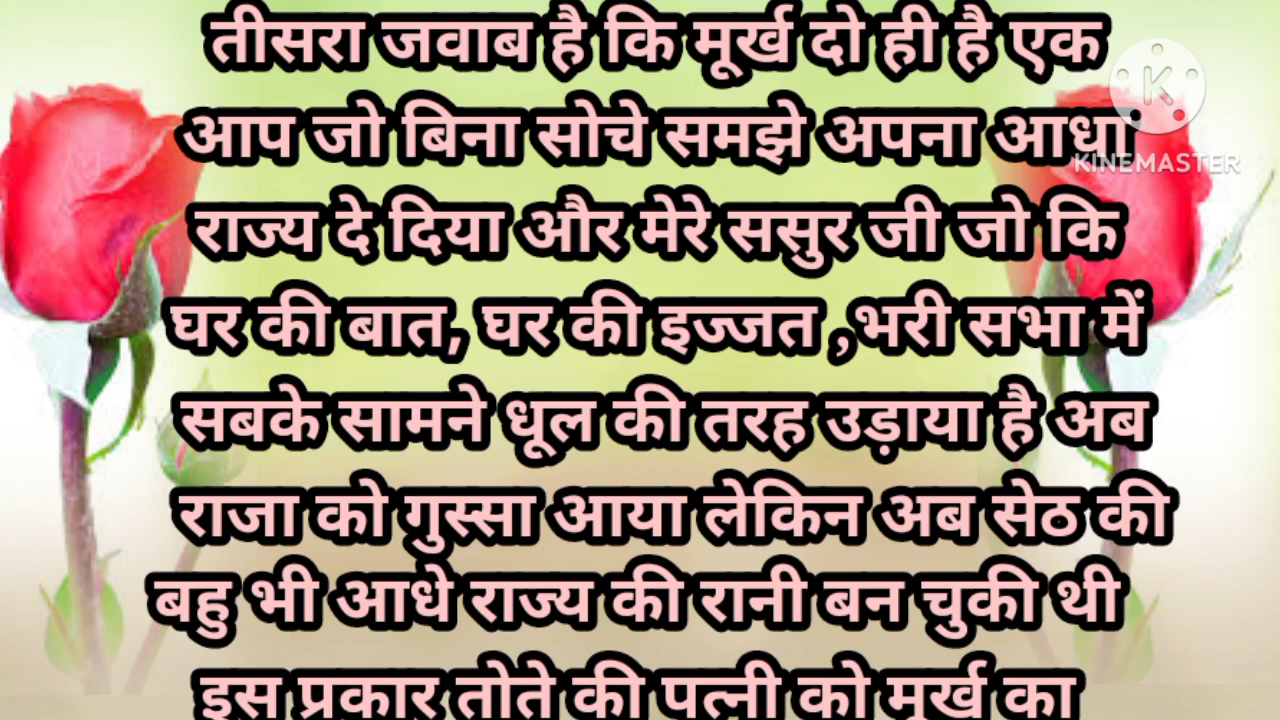 तीसरा जवाब है कि मूर्ख दो ही है एक
आप जो बिना सोचे समझे अपना आधा
KINEMASTER
राज्य दे दिया और मेरे ससुर जी जो कि
घर की बात, घर की इज्जत ,भरी सभा में
सबके सामने धूल की तरह उड़ाया है अब
राजा को गुस्सा आया लेकिन अब सेठ की
बहु भी आधे राज्य की रानी बन चुकी थी
इस प्रकार तोते की पत्नी को मूर्ख का